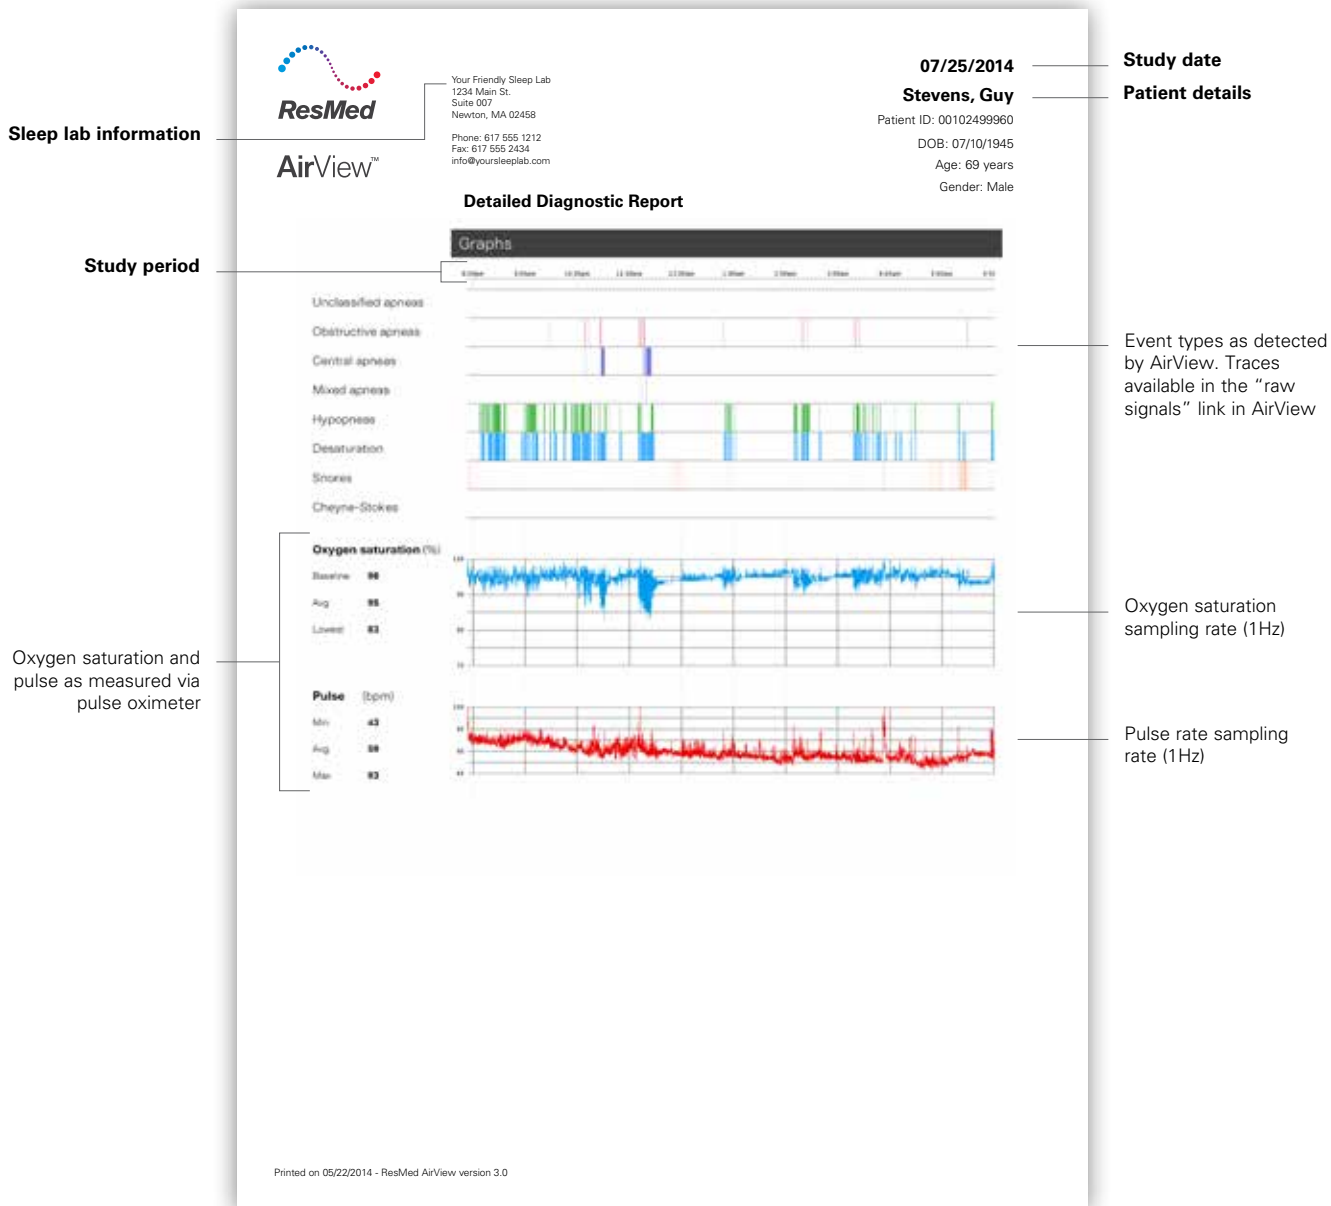 ResMed
AirView™
Your Friendly Sleep Lab
1234 Main St.
Suite 007
Newton, MA 02458
Phone: 617 555 1212
Fax: 617 555 2434
info@yoursleeplab.com
07/25/2014
Stevens, Guy
Patient ID: 00102499960
DOB: 07/10/1945
Age: 69 years
Gender: Male
Study date
Patient details
Sleep lab information
Detailed Diagnostic Report
Graphs
Study period
Unclassified apneas
Obstructive apneas
Central apneas
Mixed apneas
Hypopneas
Desaturation
Snores
Cheyne-Stokes
Event types as detected
by AirView. Traces
available in the “raw
signals” link in AirView
Oxygen saturation (%)
Baseline
Avg 95
Lowest 83
Oxygen saturation
sampling rate (1Hz)
Oxygen saturation and
pulse as measured via
pulse oximeter
Pulse (bpm)
Min 43
Avg 59
Max 93
Pulse rate sampling
rate (1Hz)
Printed on 05/22/2014 - ResMed AirView version 3.0